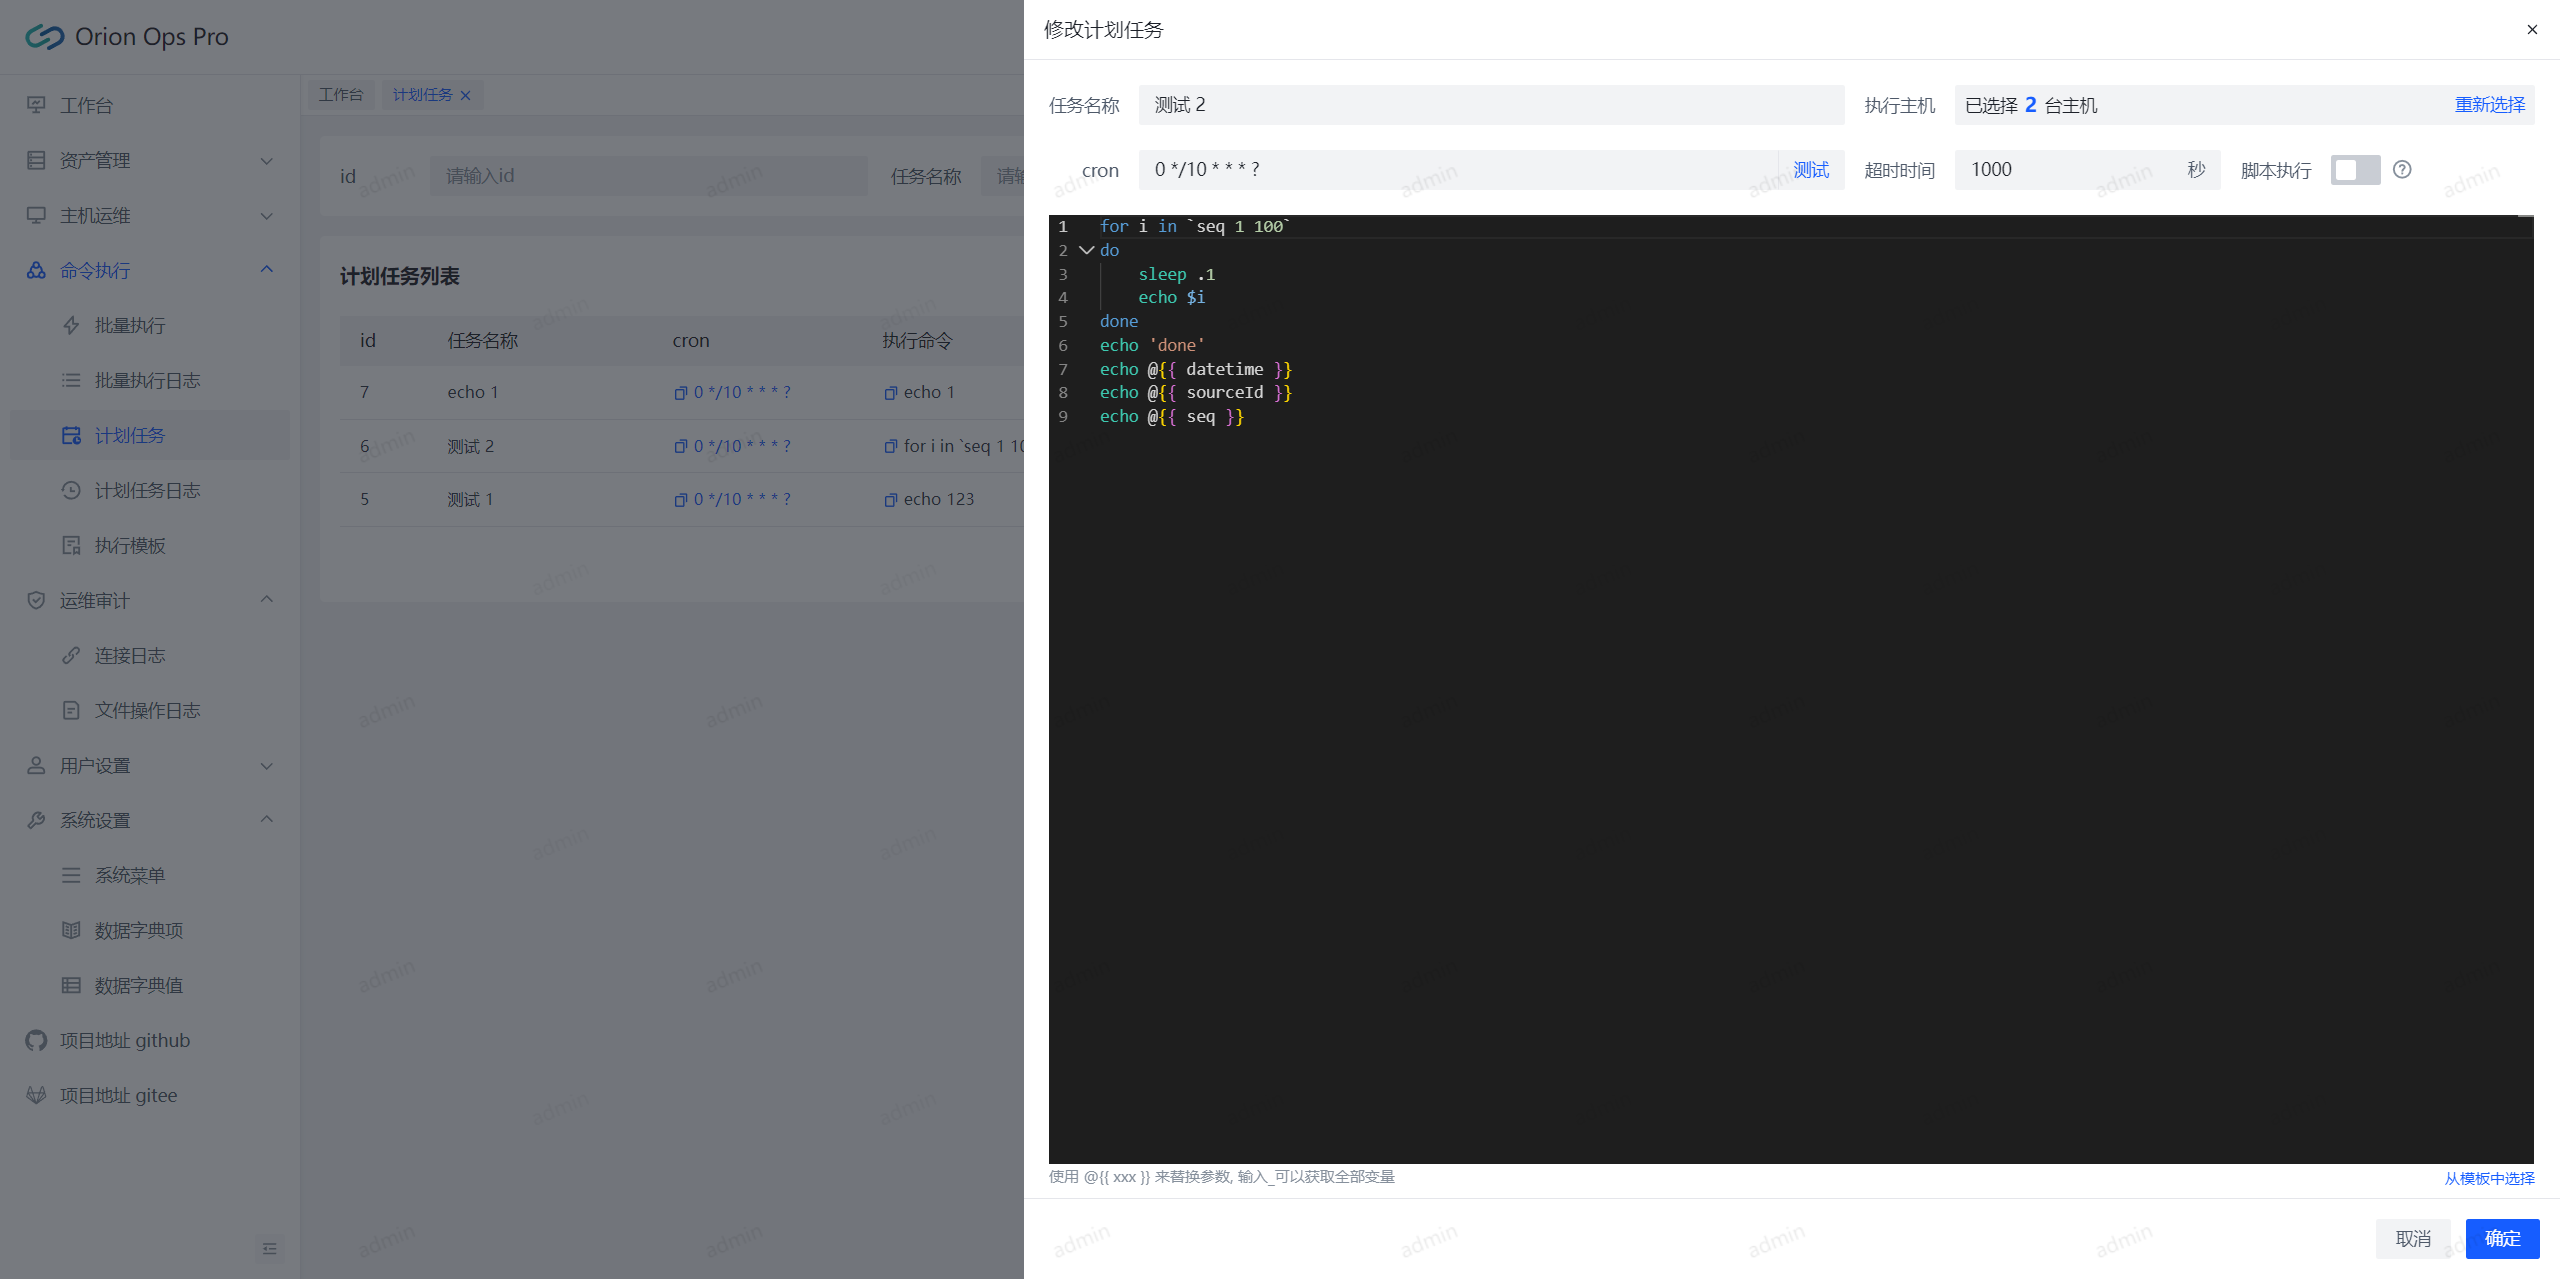 Orion Ops Pro
工作台
资产管理
主机运维
命令执行
批量执行
批量执行日志
计划任务
计划任务日志
执行模板
运维审计
连接日志
文件操作日志
用户设置
系统设置
系统菜单
数据字典项
数据字典值
项目地址 github
项目地址 gitee
工作台 计划任务
id 请输入id 任务名称 请输
计划任务列表
id 任务名称 cron 执行命令
7 echo 1 0 */10 * * * ? echo 1
6 测试 2 0 */10 * * * ? for i in `seq 1 10
5 测试 1 0 */10 * * * ? echo 123
修改计划任务
任务名称 测试 2 执行主机 已选择 2 台主机 重新选择
cron 0 */10 * * * ? 测试 超时时间 1000 秒 脚本执行
1 for i in `seq 1 100`
2 do
3 sleep .1
4 echo $i
5 done
6 echo 'done'
7 echo @{{ datetime }}
8 echo @{{ sourceId }}
9 echo @{{ seq }}
使用 @{{ xxx }} 来替换参数, 输入_可以获取全部变量 从模板中选择
取消 确定
admin